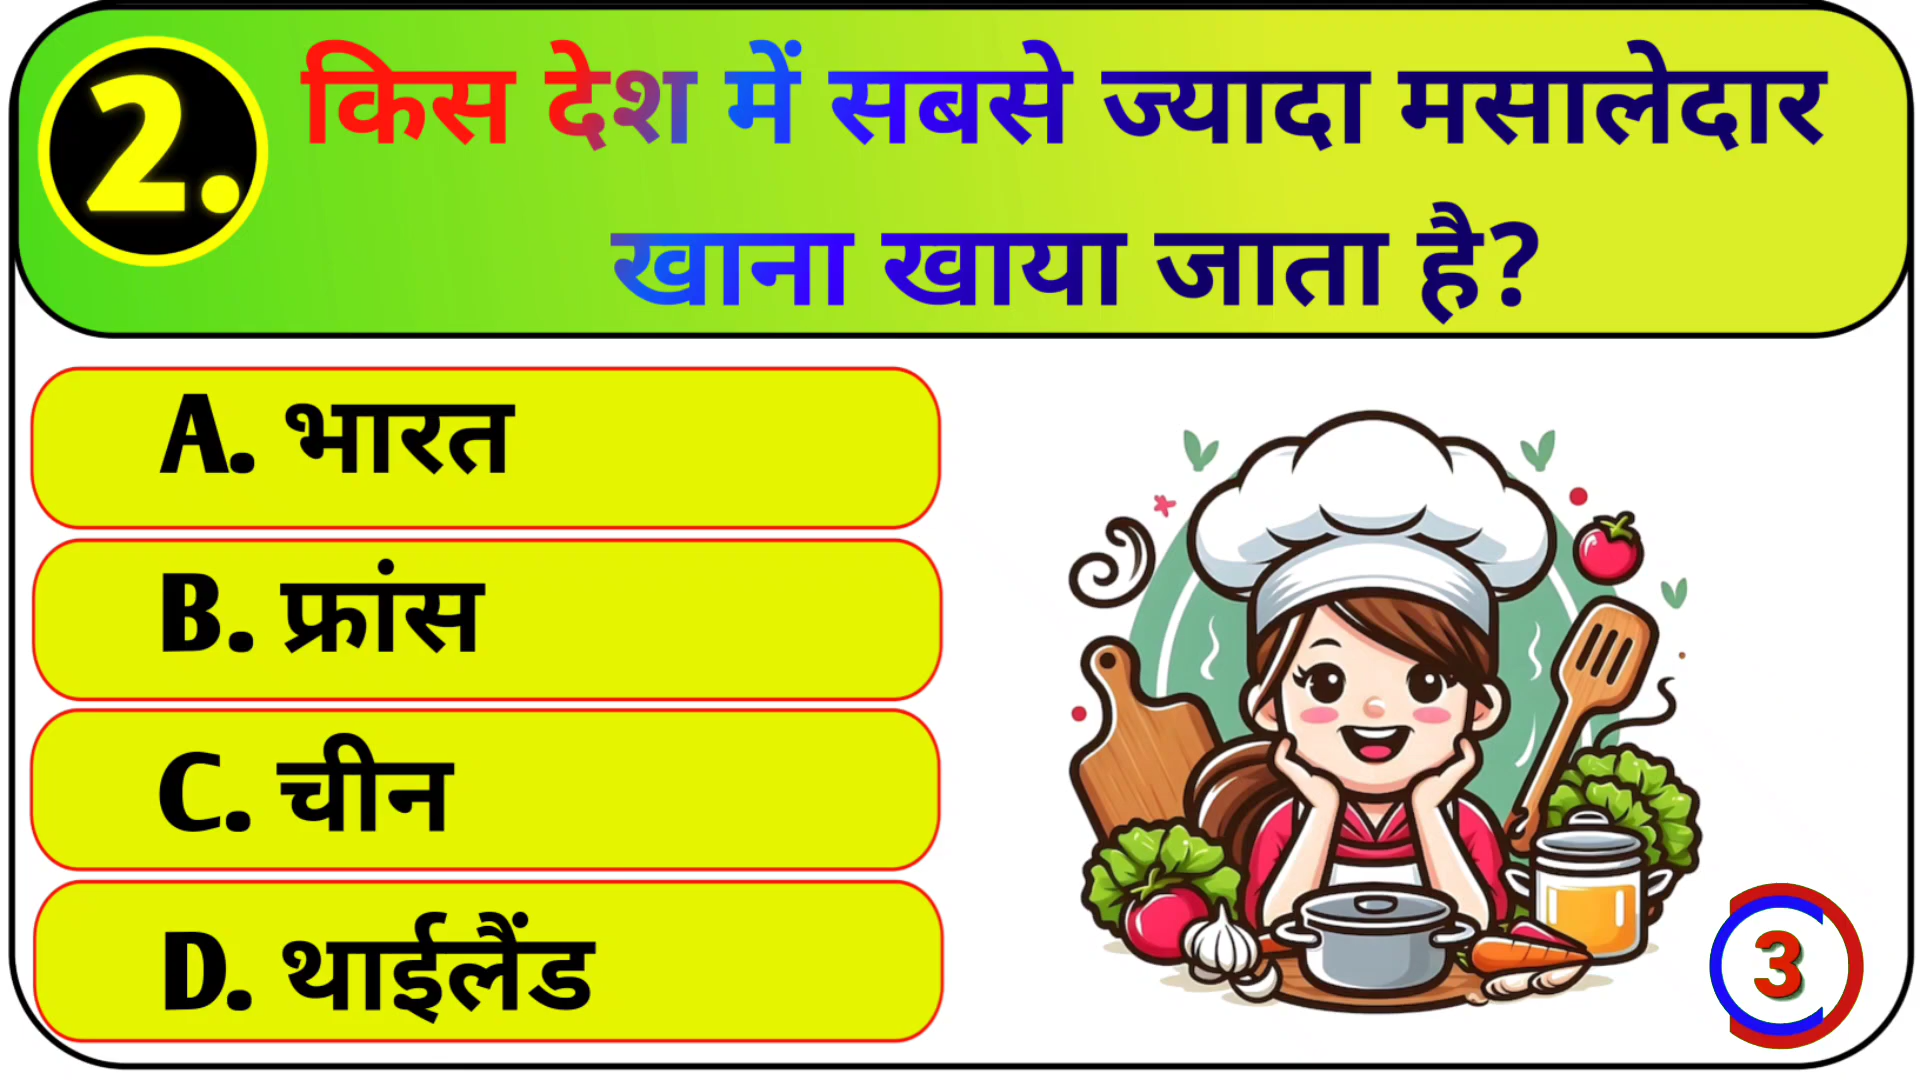 2. किस देश में सबसे ज्यादा मसालेदार
खाना खाया जाता है?
A. भारत
B. फ्रांस
C. चीन
D. थाईलैंड
3